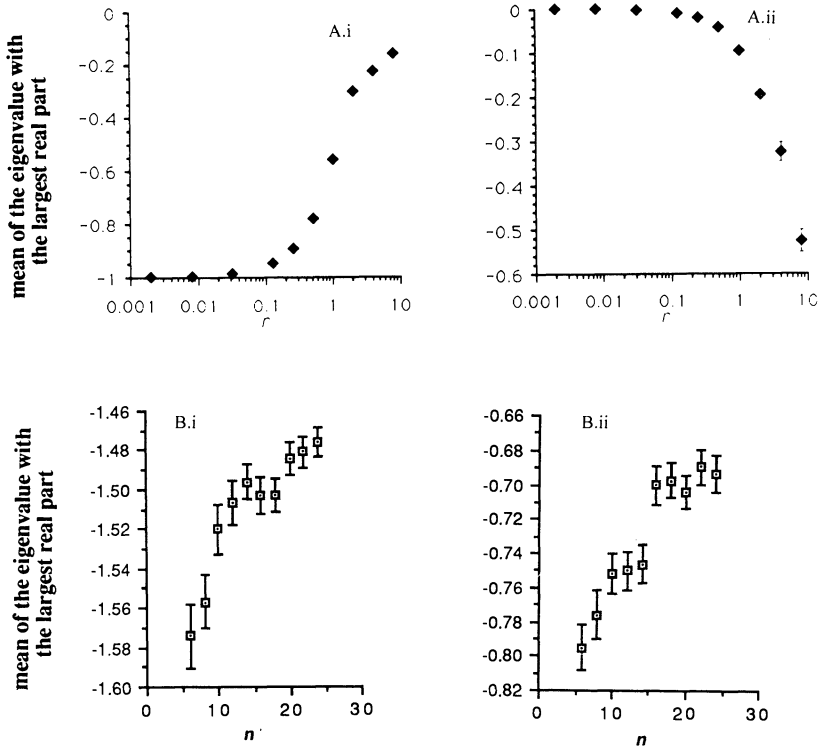 mean of the eigenvalue with
the largest real part
A.i
0
-0.2
-0.4
-0.6
-0.8
-1
0.001 0.01 0.1 1 10
r
A.ii
0
-0.1
-0.2
-0.3
-0.4
-0.5
-0.6
0.001 0.01 0.1 1 10
r
mean of the eigenvalue with
the largest real part
B.i
-1.46
-1.48
-1.50
-1.52
-1.54
-1.56
-1.58
-1.60
0 10 20 30
n
B.ii
-0.66
-0.68
-0.70
-0.72
-0.74
-0.76
-0.78
-0.80
-0.82
0 10 20 30
n